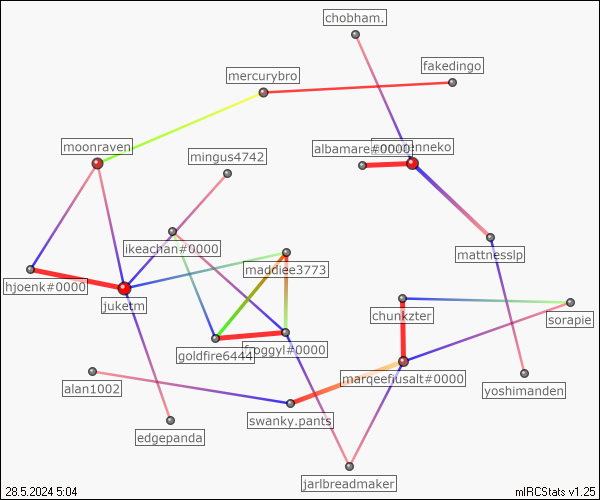 chobham.
fakedingo
mercurybro
moonraven
albamare#0000
nneko
mingus4742
ikeachan#0000
mattnesslp
maddiee3773
hjoenk#0000
juketm
chunkzter
sorapie
goldfire6444
froggyl#0000
marqeefiusalt#0000
alan1002
yoshimanden
swanky.pants
edgepanda
jarlbreadmaker
28.5.2024 5:04
mIRCStats v1.25